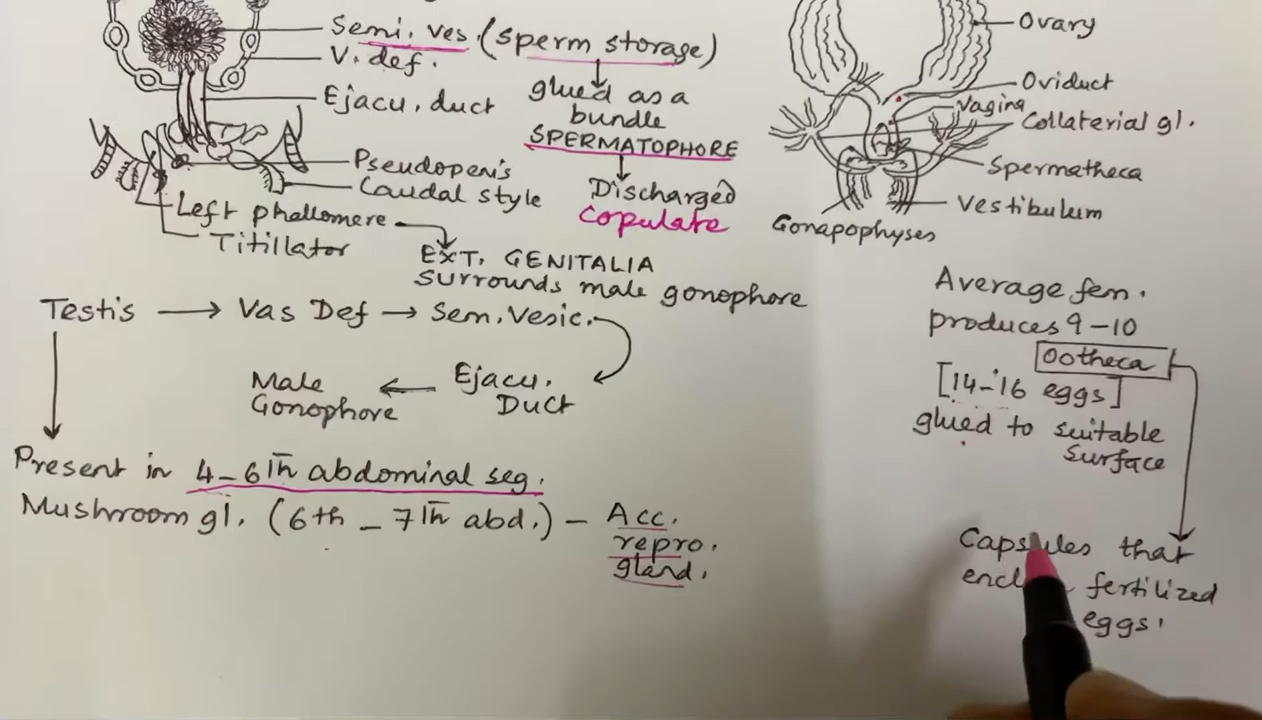 Semi. ves. (sperm storage)
V. def.
Ejacu. duct
glued as a
bundle
SPERMATOPHORE
Discharged
Copulate
Pseudopenis
Caudal style
Left phallomere
Titillator
EXT. GENITALIA
surrounds male gonophore
Testis → Vas Def → Sem. Vesic.
Ejacu.
Duct
Male
Gonophore
Present in 4-6th abdominal seg.
Mushroom gl. (6th - 7th abd.) - Acc.
repro.
gland.
Ovary
Oviduct
Vagina
Collaterial gl.
Spermatheca
Vestibulum
Gonapophyses
Average fem.
produces 9-10
Ootheca
[14-16 eggs]
glued to suitable
surface
Capsules that
fertilized
eggs.